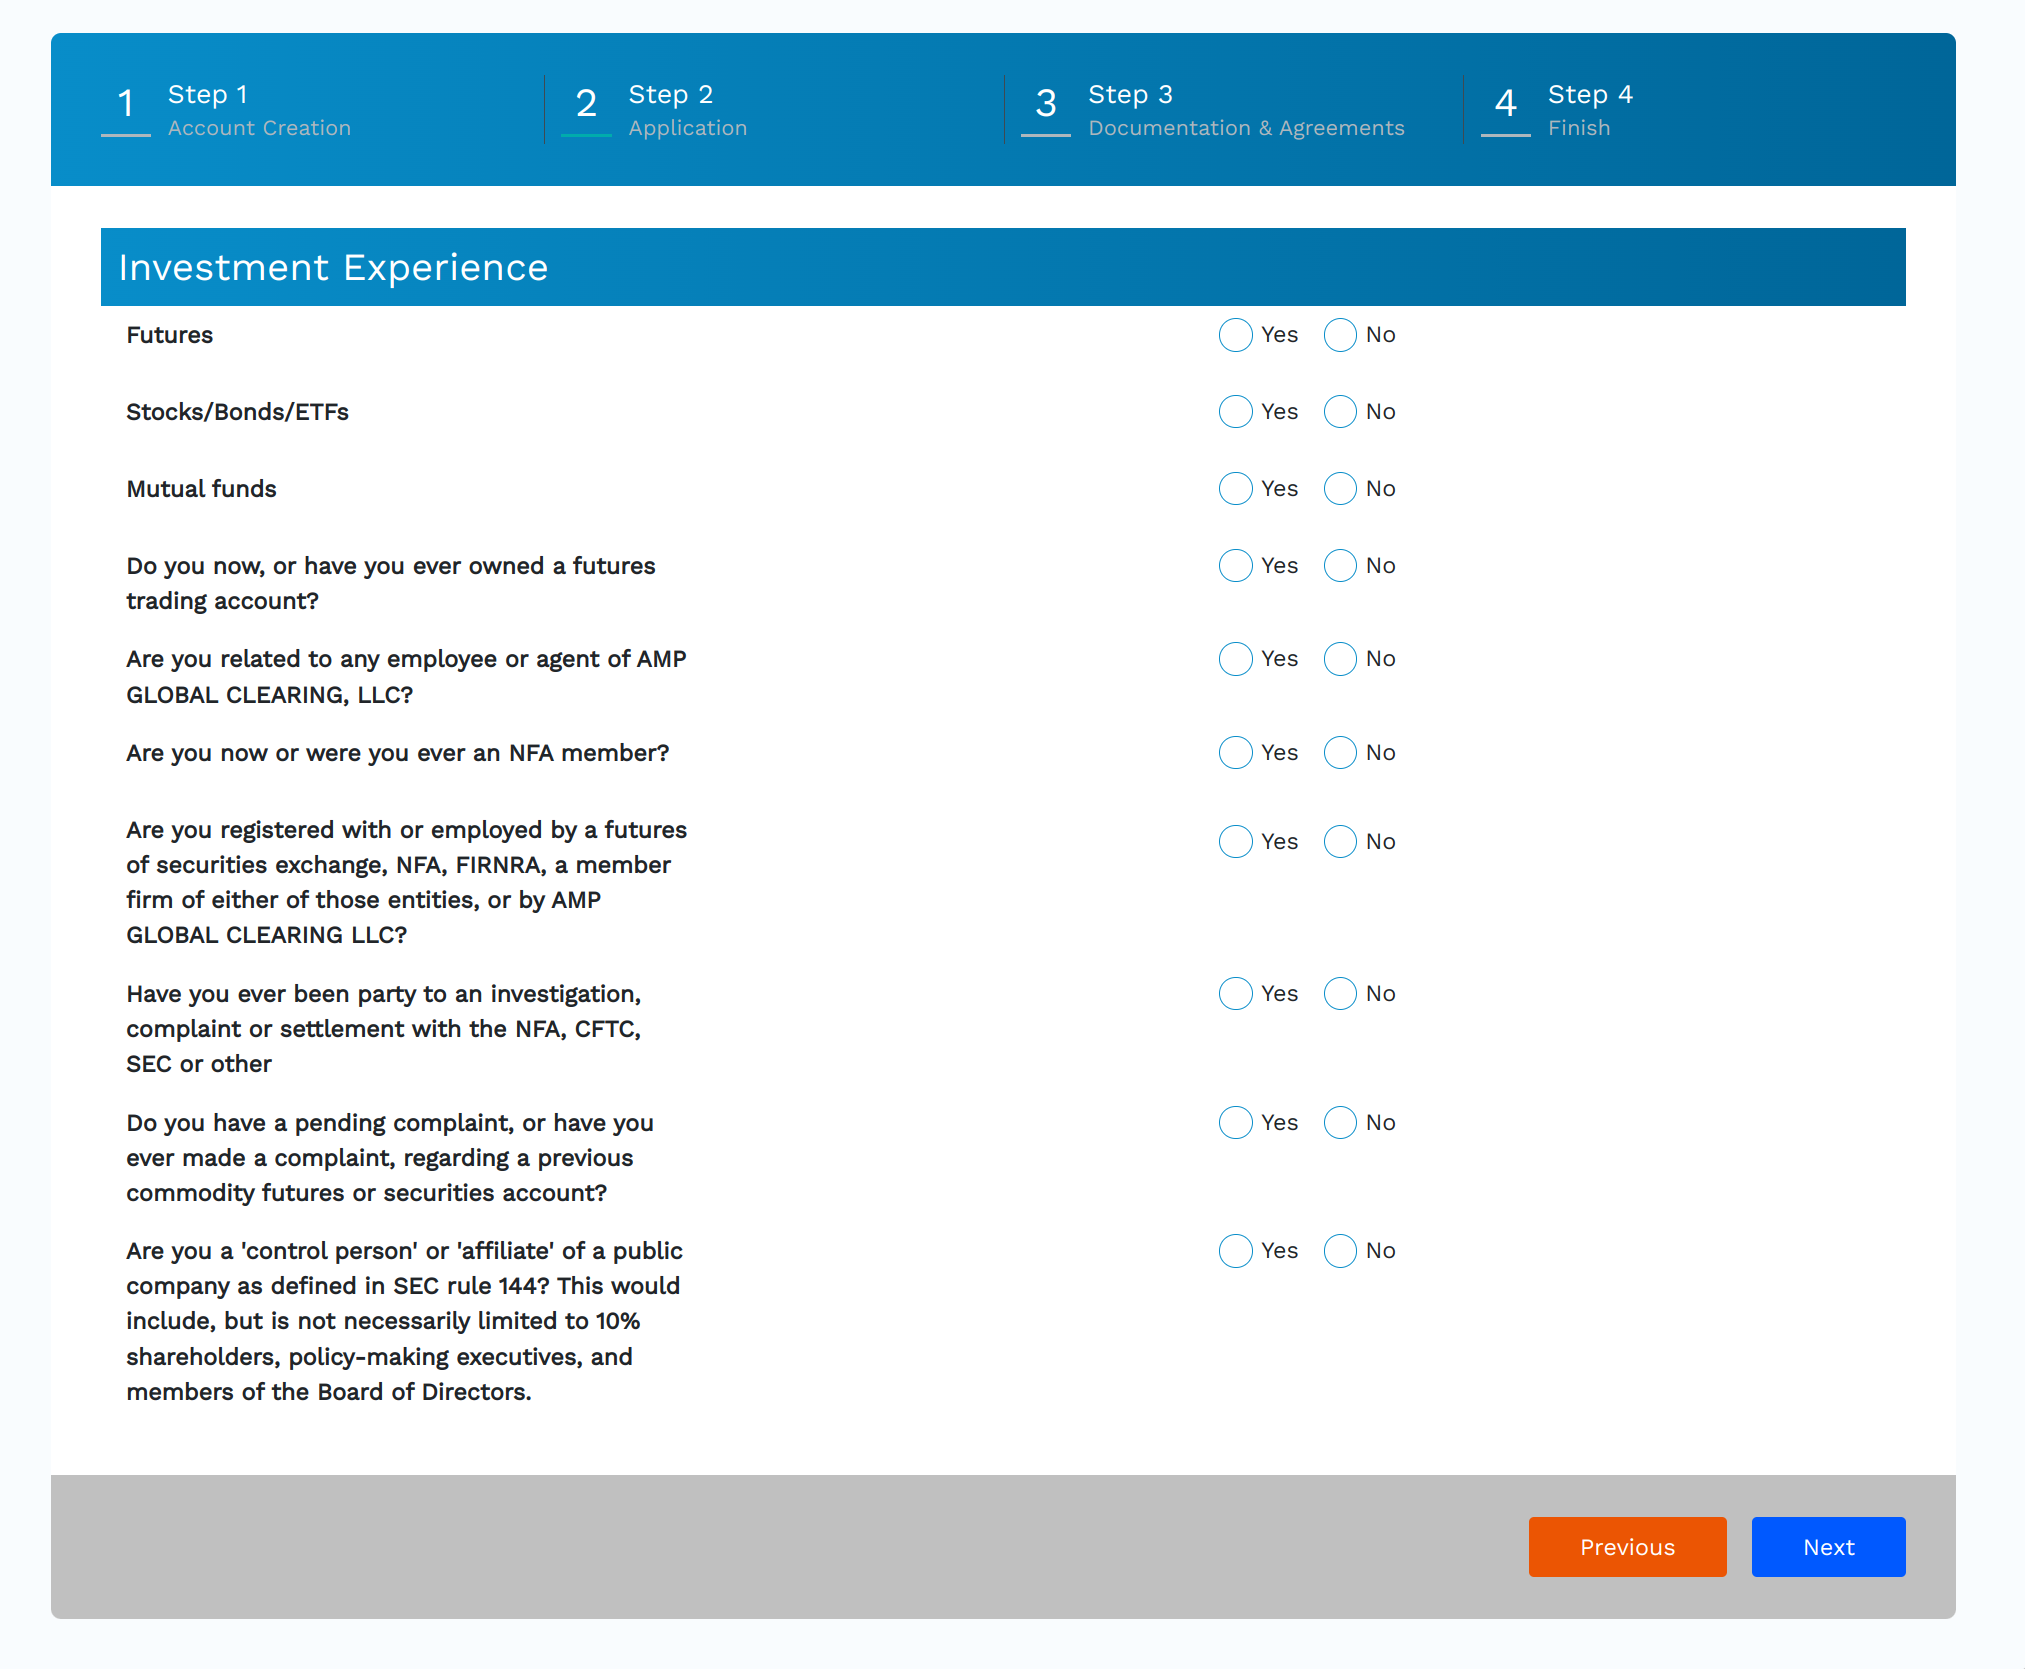 1
Step 1
Account Creation
2
Step 2
Application
3
Step 3
Documentation & Agreements
4
Step 4
Finish
Investment Experience
Futures
Yes No
Stocks/Bonds/ETFs
Yes No
Mutual funds
Yes No
Do you now, or have you ever owned a futures
trading account?
Yes No
Are you related to any employee or agent of AMP
GLOBAL CLEARING, LLC?
Yes No
Are you now or were you ever an NFA member?
Yes No
Are you registered with or employed by a futures
of securities exchange, NFA, FIRNRA, a member
firm of either of those entities, or by AMP
GLOBAL CLEARING LLC?
Yes No
Have you ever been party to an investigation,
complaint or settlement with the NFA, CFTC,
SEC or other
Yes No
Do you have a pending complaint, or have you
ever made a complaint, regarding a previous
commodity futures or securities account?
Yes No
Are you a 'control person' or 'affiliate' of a public
company as defined in SEC rule 144? This would
include, but is not necessarily limited to 10%
shareholders, policy-making executives, and
members of the Board of Directors.
Yes No
Previous
Next